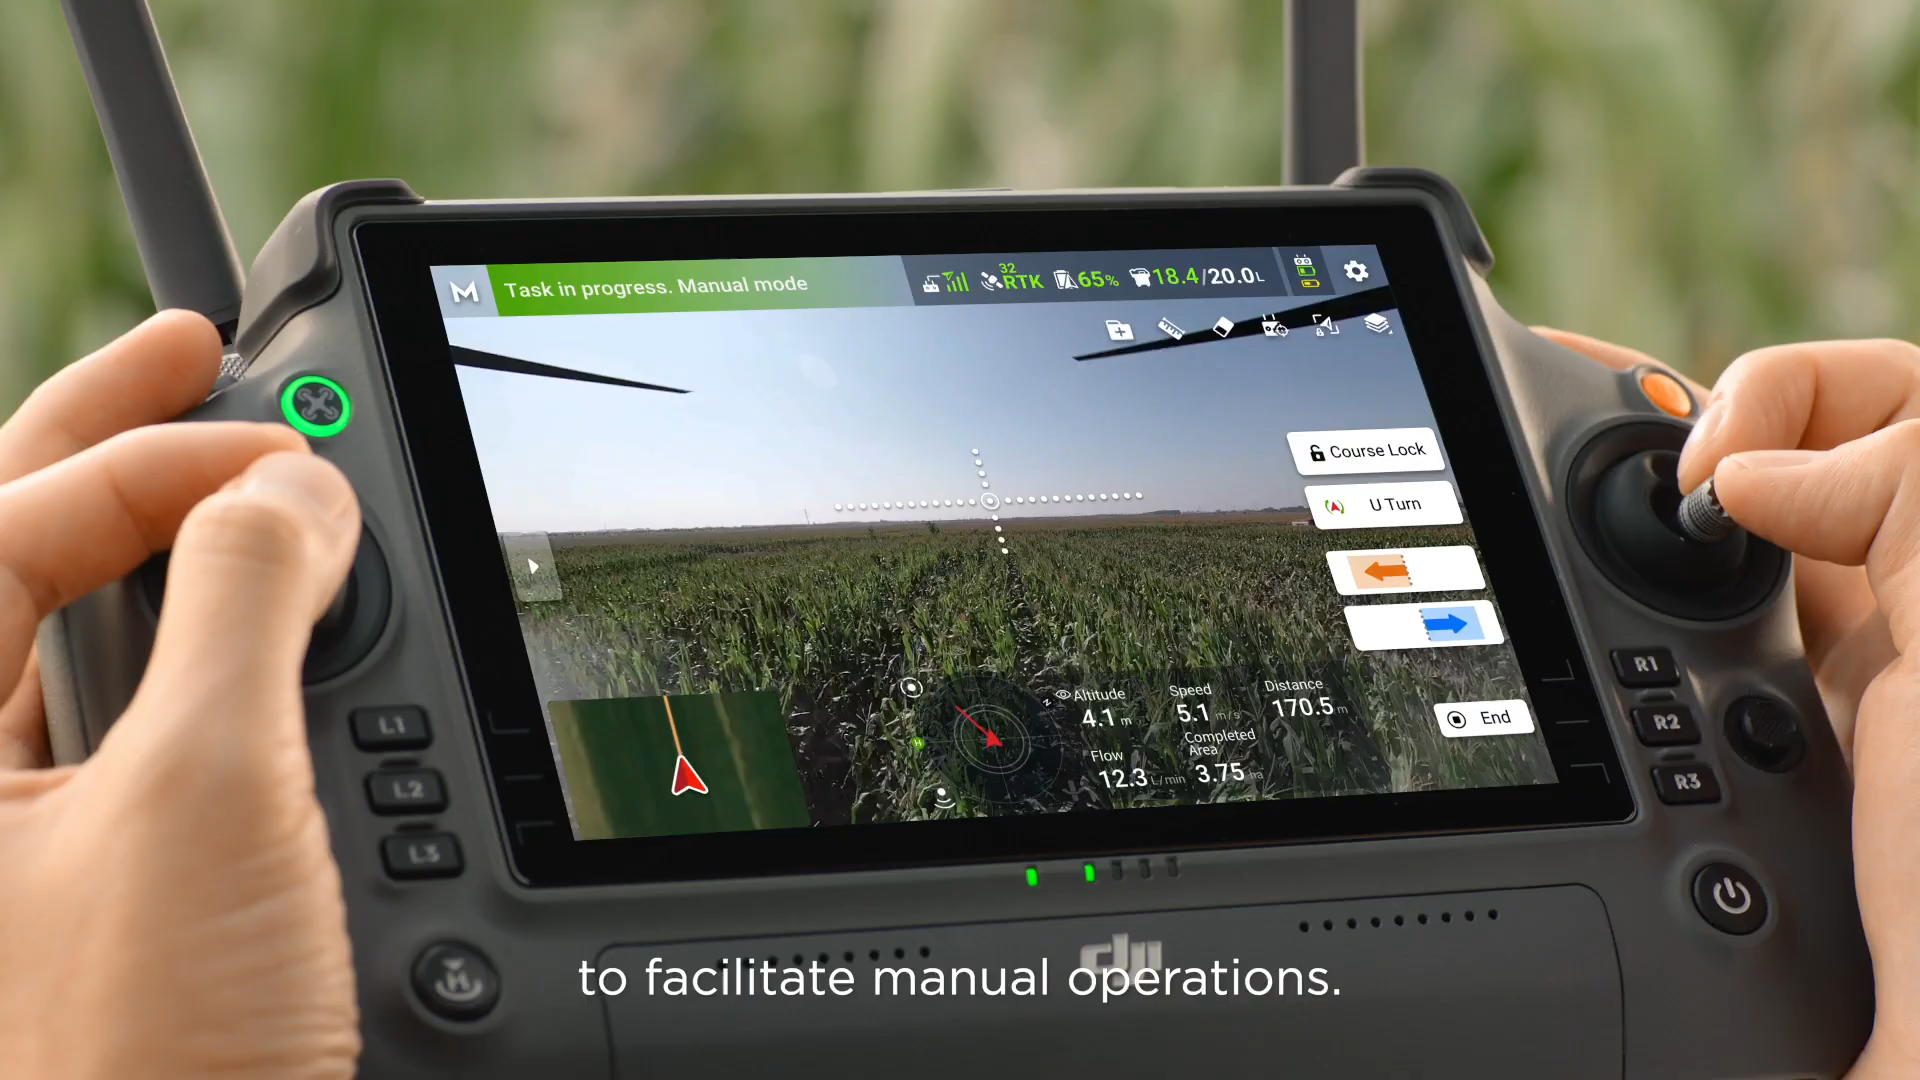 M Task in progress. Manual mode
32
RTK 65% 18.4/20.0L
Course Lock
U Turn
Altitude Speed Distance
4.1 m 5.1 m/s 170.5 m
Flow Completed Area
12.3 L/min 3.75 ha
N
H
End
L1
L2
L3
R1
R2
R3
H
dji
to facilitate manual operations.